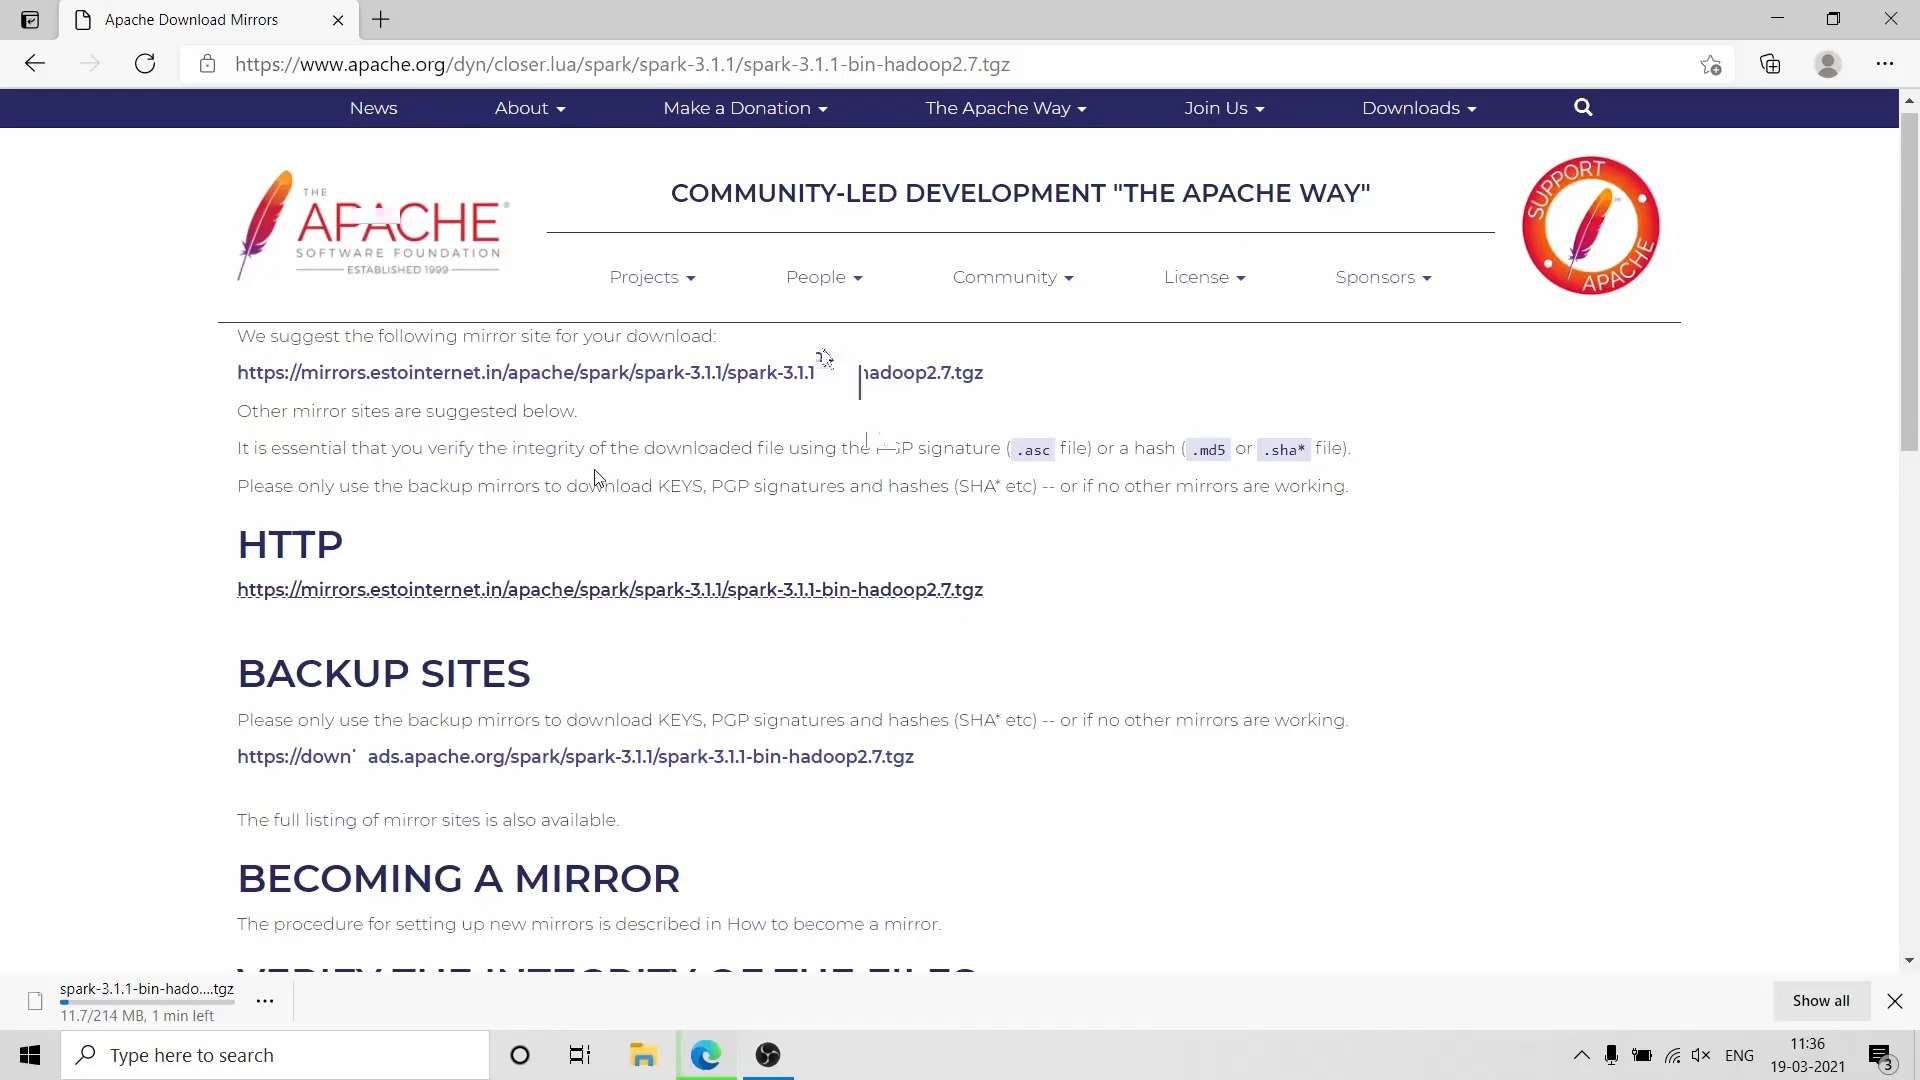 Apache Download Mirrors
https://www.apache.org/dyn/closer.lua/spark/spark-3.1.1/spark-3.1.1-bin-hadoop2.7.tgz
News About Make a Donation The Apache Way Join Us Downloads
THE
APACHE
SOFTWARE FOUNDATION
ESTABLISHED 1999
COMMUNITY-LED DEVELOPMENT "THE APACHE WAY"
SUPPORT
APACHE
Projects People Community License Sponsors
We suggest the following mirror site for your download:
https://mirrors.estointernet.in/apache/spark/spark-3.1.1/spark-3.1.1 hadoop2.7.tgz
Other mirror sites are suggested below.
It is essential that you verify the integrity of the downloaded file using the signature (.asc file) or a hash (.md5 or .sha* file).
Please only use the backup mirrors to download KEYS, PGP signatures and hashes (SHA* etc) -- or if no other mirrors are working.
HTTP
https://mirrors.estointernet.in/apache/spark/spark-3.1.1/spark-3.1.1-bin-hadoop2.7.tgz
BACKUP SITES
Please only use the backup mirrors to download KEYS, PGP signatures and hashes (SHA* etc) -- or if no other mirrors are working.
https://down ads.apache.org/spark/spark-3.1.1/spark-3.1.1-bin-hadoop2.7.tgz
The full listing of mirror sites is also available.
BECOMING A MIRROR
The procedure for setting up new mirrors is described in How to become a mirror.
VERIFY THE INTEGRITY OF THE FILES
spark-3.1.1-bin-hado....tgz
11.7/214 MB, 1 min left
Show all
Type here to search
ENG
11:36
19-03-2021
3